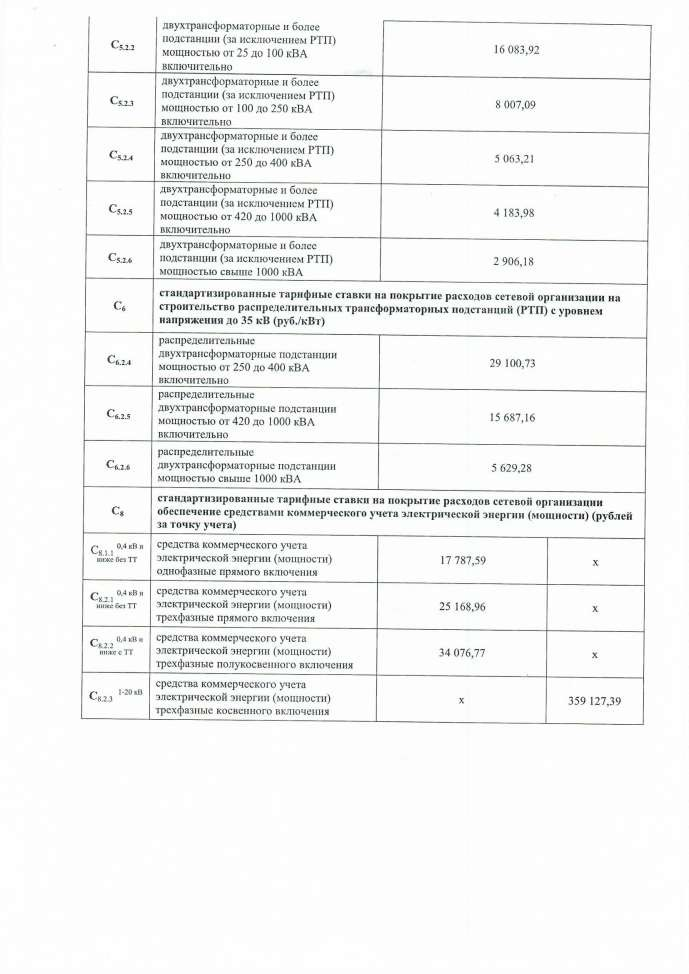 двухтрансформаторные и более
подстанции (за исключением РТП)
С5.2.2
мощностью от 25 до 100 кВА
16 083,92
включительно
двухтрансформаторные и более
подстанции (за исключением РТП)
С5.2.3
мощностью от 100 до 250 кВА
8 007,09
включительно
двухтрансформаторные и более
подстанции (за исключением РТП)
С5.2.4
мощностью от 250 до 400 кВА
5 063,21
включительно
двухтрансформаторные и более
подстанции (за исключением РТП)
С5.2.5
мощностью от 420 до 1000 кВА
4 183,98
включительно
двухтрансформаторные и более
С5.2.6
подстанции (за исключением РТП)
2 906,18
мощностью свыше 1000 кВА
стандартизированные тарифные ставки на покрытие расходов сетевой организации на
С6
строительство распределительных трансформаторных подстанций (РТП) с уровнем
напряжения до 35 кВ (руб./кВт)
распределительные
двухтрансформаторные подстанции
С6.2.4
мощностью от 250 до 400 кВА
29 100,73
включительно
распределительные
двухтрансформаторные подстанции
С6.2.5
мощностью от 420 до 1000 кВА
15 687,16
включительно
распределительные
С6.2.6
двухтрансформаторные подстанции
5 629,28
мощностью свыше 1000 кВА
стандартизированные тарифные ставки на покрытие расходов сетевой организации
С8
обеспечение средствами коммерческого учета электрической энергии (мощности) (рублей
за точку учета)
С8.1.1 0,4 кВ и
ниже без ТТ
средства коммерческого учета
электрической энергии (мощности)
однофазные прямого включения
17 787,59
х
С8.2.1 0,4 кВ и
ниже без ТТ
средства коммерческого учета
электрической энергии (мощности)
трехфазные прямого включения
25 168,96
х
С8.2.2 0,4 кВ и
ниже с ТТ
средства коммерческого учета
электрической энергии (мощности)
трехфазные полукосвенного включения
34 076,77
х
С8.2.3 1-20 кВ
средства коммерческого учета
электрической энергии (мощности)
трехфазные косвенного включения
х
359 127,39